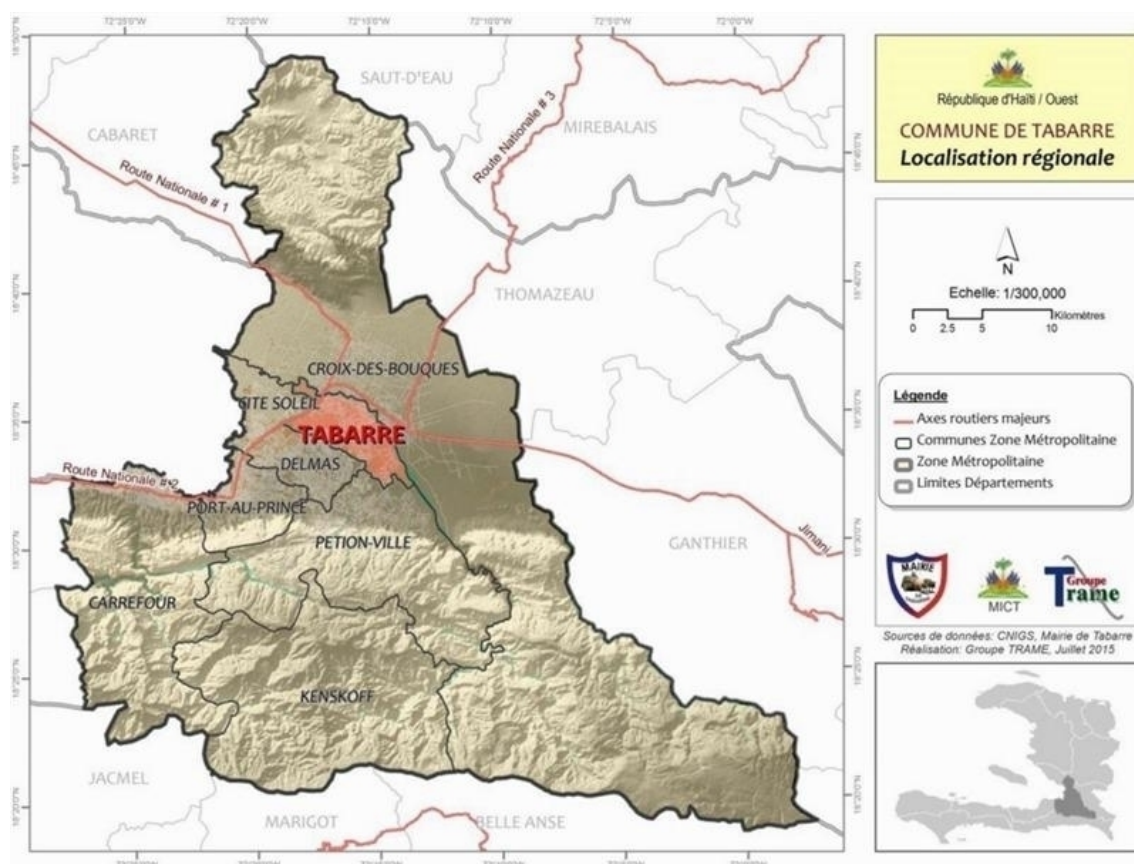 72°25'0"W 72°20'0"W 72°15'0"W 72°10'0"W 72°5'0"W 72°0'0"W
SAUT-D'EAU
CABARET
MIREBALAIS
Route Nationale # 1
Route Nationale # 3
THOMAZEAU
CROIX-DES-BOUQUES
CITE SOLEIL
TABARRE
DELMAS
Route Nationale # 2
PORT-AU-PRINCE
PETION-VILLE
GANTHIER
Jimani
CARREFOUR
KENSKOFF
JACMEL
MARIGOT
BELLE ANSE
République d'Haïti / Ouest
COMMUNE DE TABARRE
Localisation régionale
N
Echelle: 1/300,000
Kilomètres
0 2.5 5 10
Légende
Axes routiers majeurs
Communes Zone Métropolitaine
Zone Métropolitaine
Limites Départements
MAIRIE
MICT
Groupe
Trame
Sources de données: CNIGS, Mairie de Tabarre
Réalisation: Groupe TRAME, Juillet 2015